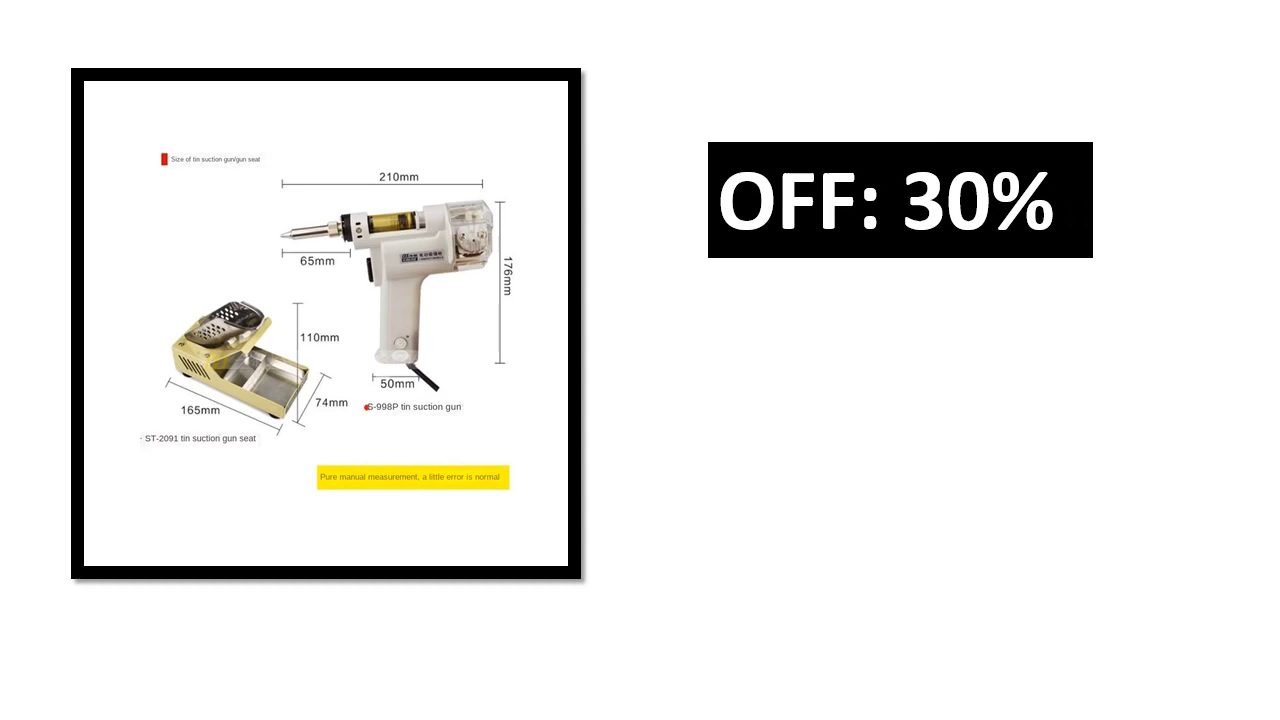 Size of tin suction gun/gun seat
210mm
65mm
176mm
110mm
50mm
74mm
165mm
S-998P tin suction gun
· ST-2091 tin suction gun seat
Pure manual measurement, a little error is normal
OFF: 30%